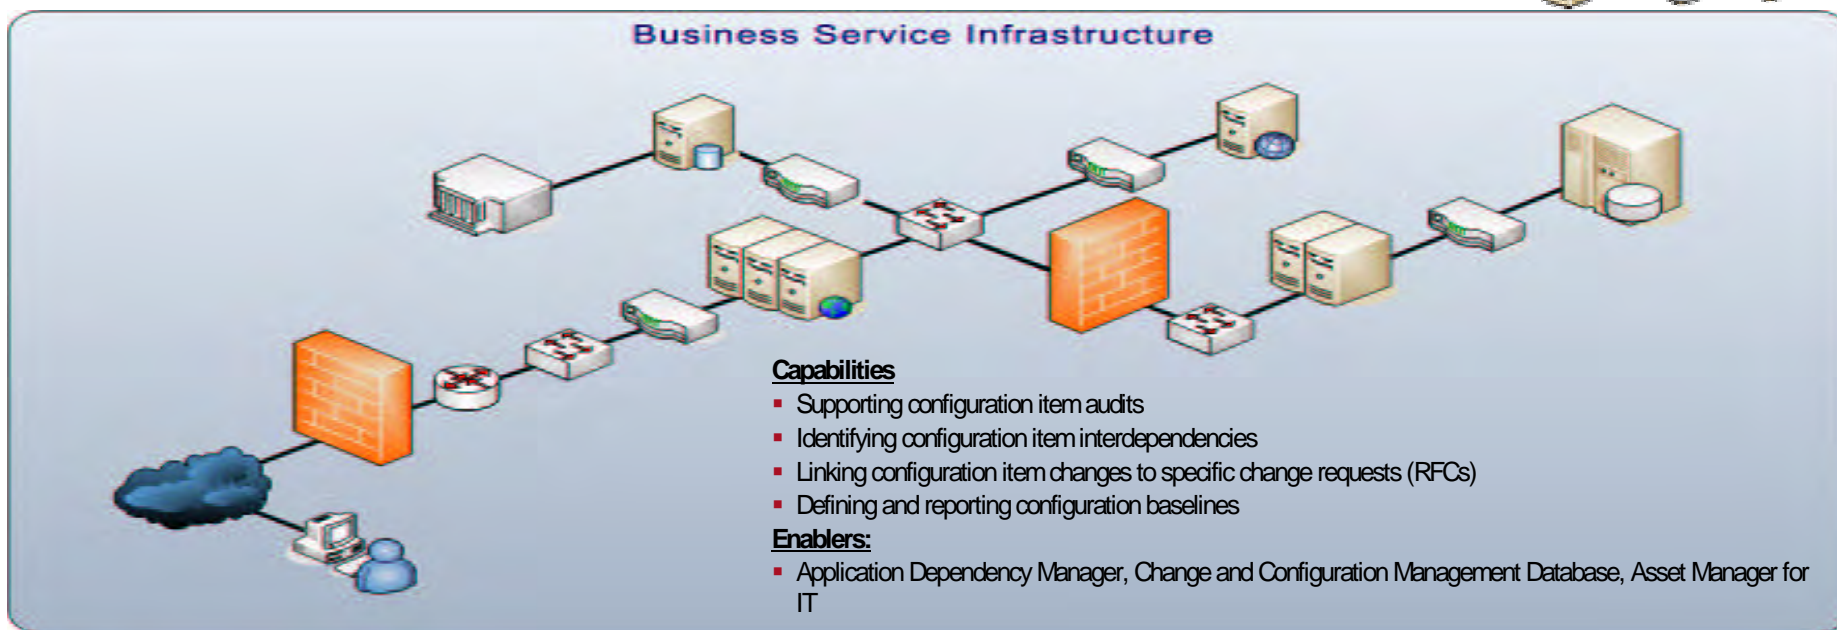 Business Service Infrastructure
Capabilities
▪ Supporting configuration item audits
▪ Identifying configuration item interdependencies
▪ Linking configuration item changes to specific change requests (RFCs)
▪ Defining and reporting configuration baselines
Enablers:
▪ Application Dependency Manager, Change and Configuration Management Database, Asset Manager for
IT